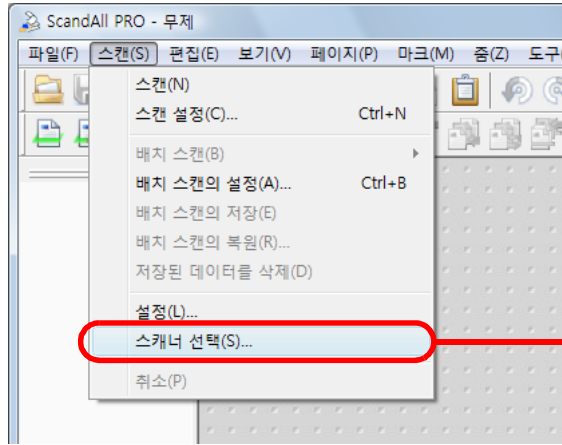 ScandAll PRO - 무제
파일(F) 스캔(S) 편집(E) 보기(V) 페이지(P) 마크(M) 줌(Z) 도구
스캔(N)
스캔 설정(C)... Ctrl+N
배치 스캔(B)
배치 스캔의 설정(A)... Ctrl+B
배치 스캔의 저장(E)
배치 스캔의 복원(R)...
저장된 데이터를 삭제(D)
설정(L)...
스캐너 선택(S)...
취소(P)